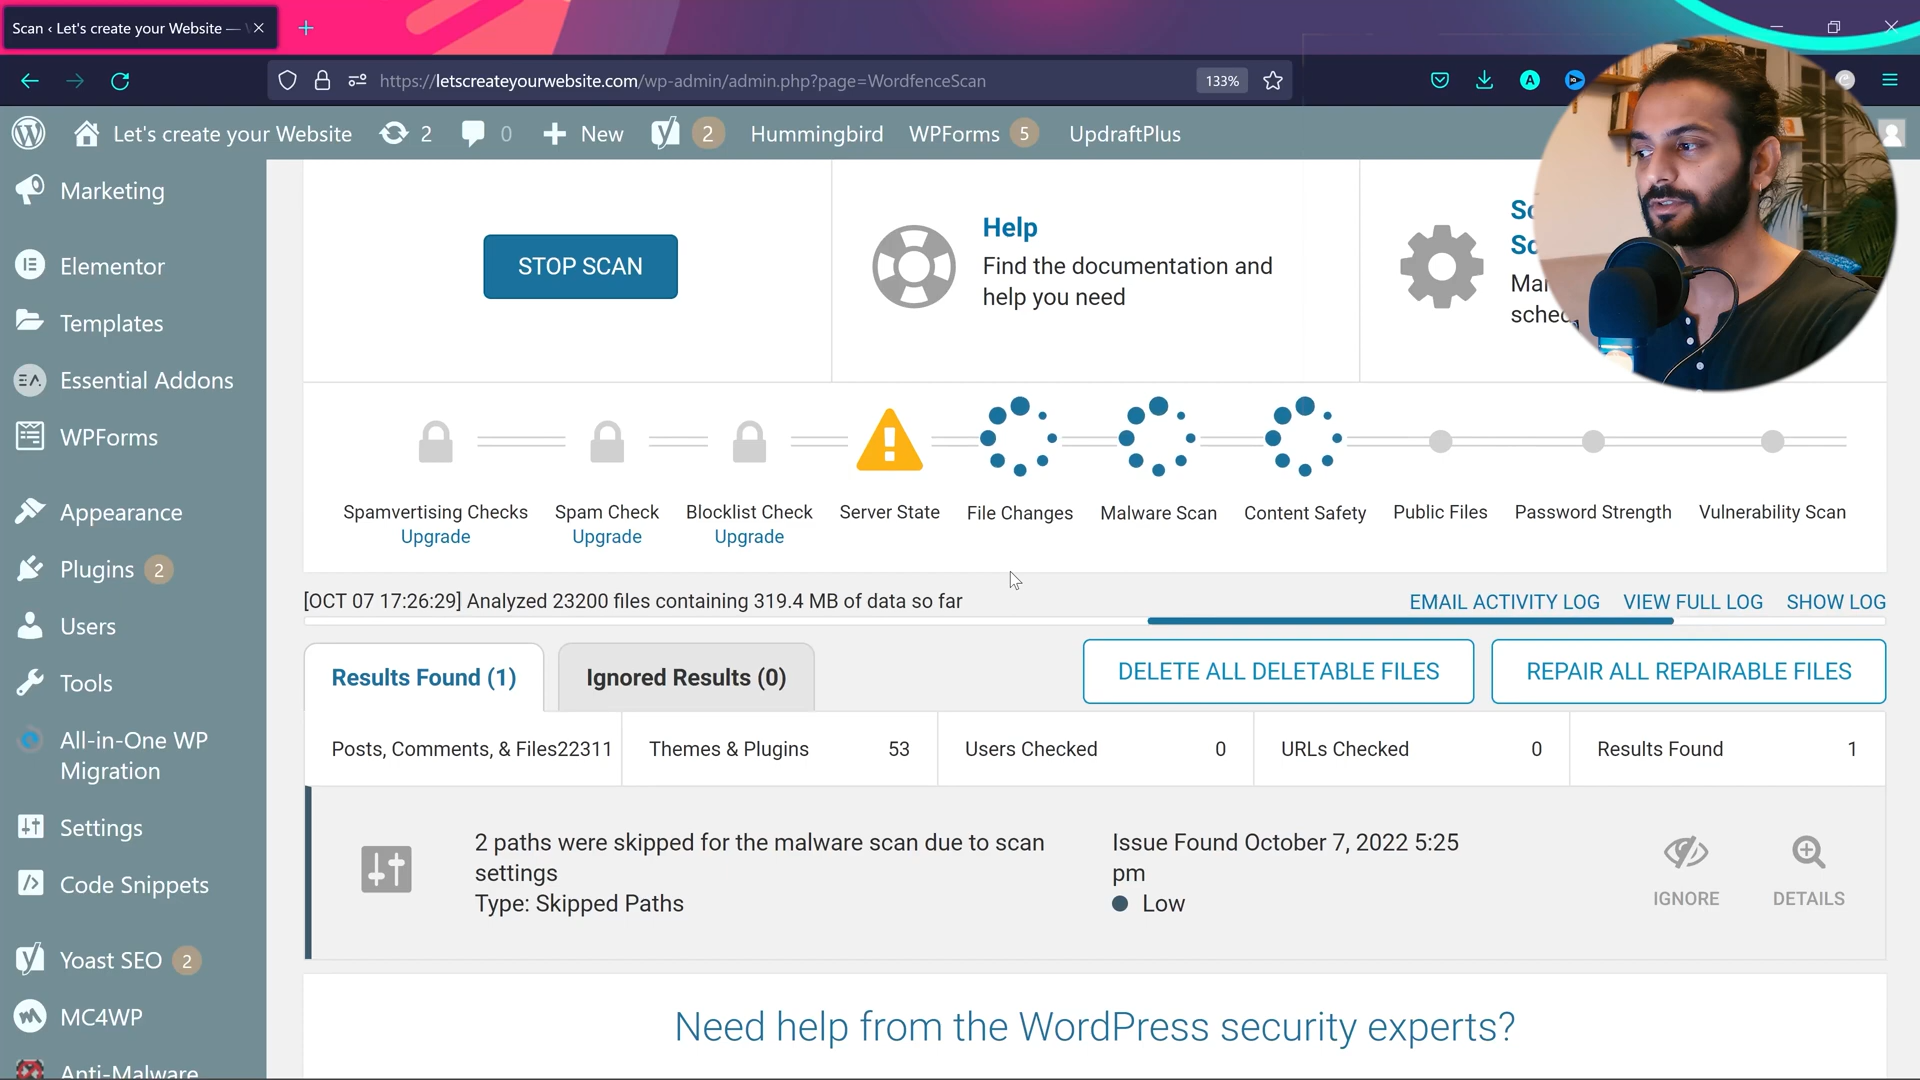 Scan ‹ Let's create your Website —
https://letscreateyourwebsite.com/wp-admin/admin.php?page=WordfenceScan
133%
A
Let's create your Website
2
0
New
2
Hummingbird
WPForms
5
UpdraftPlus
Marketing
Elementor
Templates
Essential Addons
WPForms
Appearance
Plugins
2
Users
Tools
All-in-One WP
Migration
Settings
Code Snippets
Yoast SEO
2
MC4WP
Anti-Malware
STOP SCAN
Help
Find the documentation and
help you need
Spamvertising Checks
Upgrade
Spam Check
Upgrade
Blocklist Check
Upgrade
Server State
File Changes
Malware Scan
Content Safety
Public Files
Password Strength
Vulnerability Scan
[OCT 07 17:26:29] Analyzed 23200 files containing 319.4 MB of data so far
EMAIL ACTIVITY LOG
VIEW FULL LOG
SHOW LOG
Results Found (1)
Ignored Results (0)
DELETE ALL DELETABLE FILES
REPAIR ALL REPAIRABLE FILES
Posts, Comments, & Files22311
Themes & Plugins
53
Users Checked
0
URLs Checked
0
Results Found
1
2 paths were skipped for the malware scan due to scan
settings
Type: Skipped Paths
Issue Found October 7, 2022 5:25
pm
Low
IGNORE
DETAILS
Need help from the WordPress security experts?